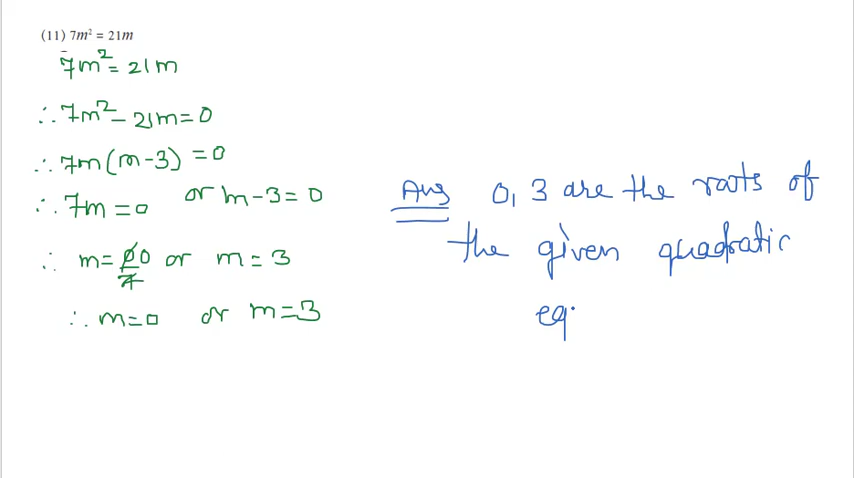 (11) 7m² = 21m
7m² = 21m
∴ 7m² - 21m = 0
∴ 7m(m-3) = 0
∴ 7m = 0 or m-3 = 0
∴ m = 0/7 0 or m = 3
∴ m = 0 or m = 3
Ans 0, 3 are the roots of
the given quadratic
eq.